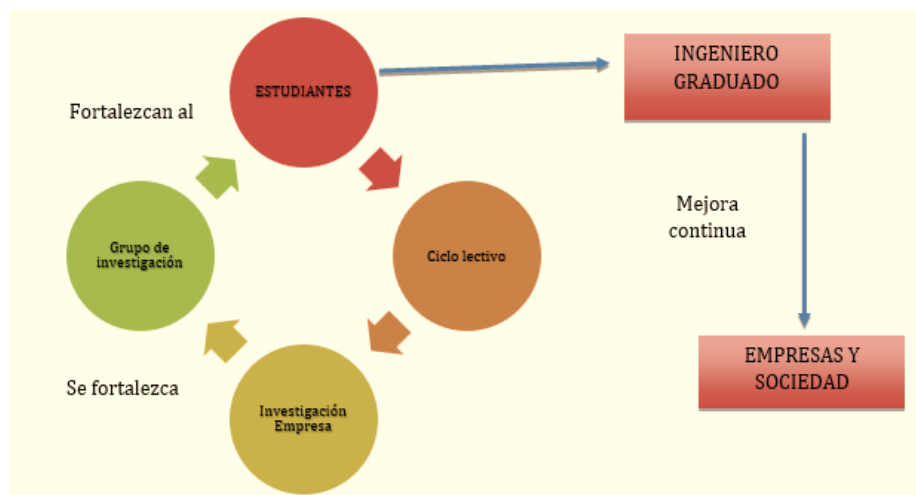 INGENIERO
GRADUADO
ESTUDIANTES
Fortalezcan al
Mejora
continua
Grupo de
investigación
Ciclo lectivo
EMPRESAS Y
SOCIEDAD
Se fortalezca
Investigación
Empresa